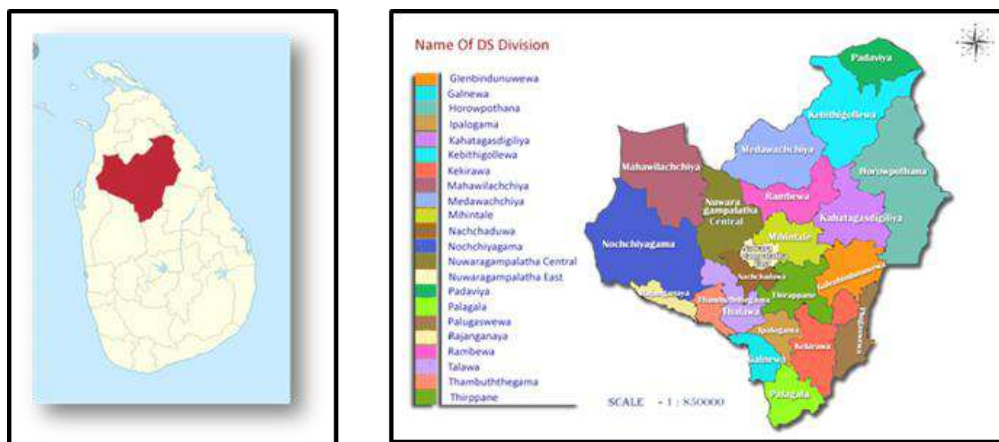 Name Of DS Division
Glenbindunuwewa
Galnewa
Horowpothana
Ipalogama
Kahatagasdigiliya
Kebithigollewa
Kekirawa
Mahawilachchiya
Medawachchiya
Mihintale
Nachchaduwa
Nochchiyagama
Nuwaragampalatha Central
Nuwaragampalatha East
Padaviya
Palagala
Palugaswewa
Rajanganaya
Rambewa
Talawa
Thambuththegama
Thirppane
Padaviya
Kebithigollewa
Medawachchiya
Mahawilachchiya
Horowpothana
Rambewa
Nuwara
gampalatha
Central
Kahatagasdigiliya
Mihintale
Nochchiyagama
Nachchaduwa
Thirappane
Thalawa
Ipalogama
Kekirawa
Galnewa
Palagala
SCALE - 1 : 850000